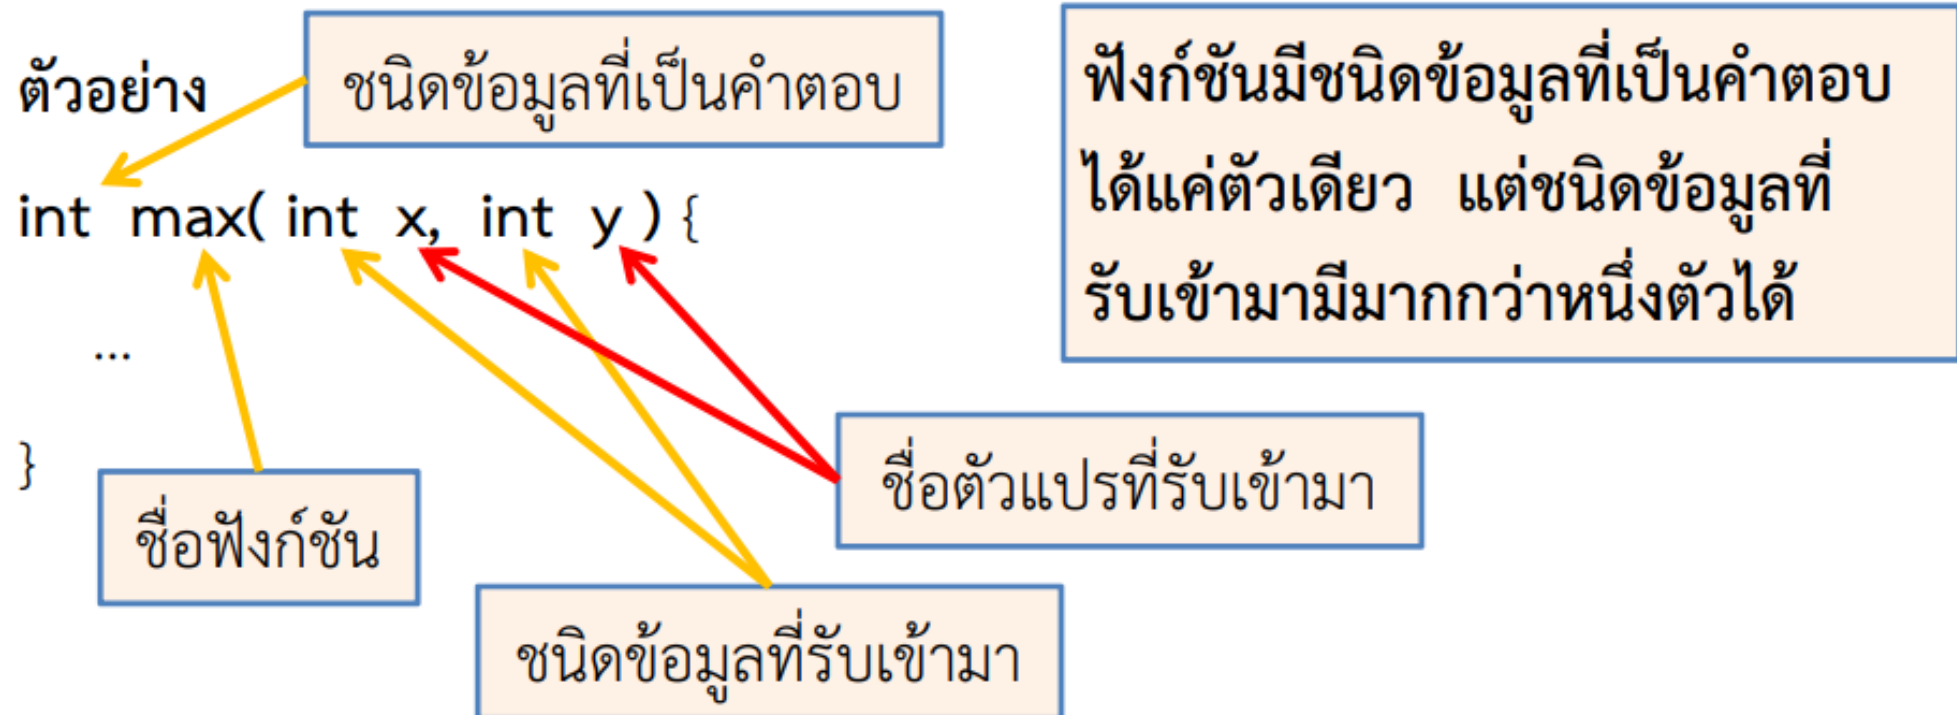 ตัวอย่าง
ชนิดข้อมูลที่เป็นคำตอบ
int max( int x, int y ) {
...
}
ชื่อฟังก์ชัน
ชนิดข้อมูลที่รับเข้ามา
ชื่อตัวแปรที่รับเข้ามา
ฟังก์ชันมีชนิดข้อมูลที่เป็นคำตอบ
ได้แค่ตัวเดียว แต่ชนิดข้อมูลที่
รับเข้ามามีมากกว่าหนึ่งตัวได้